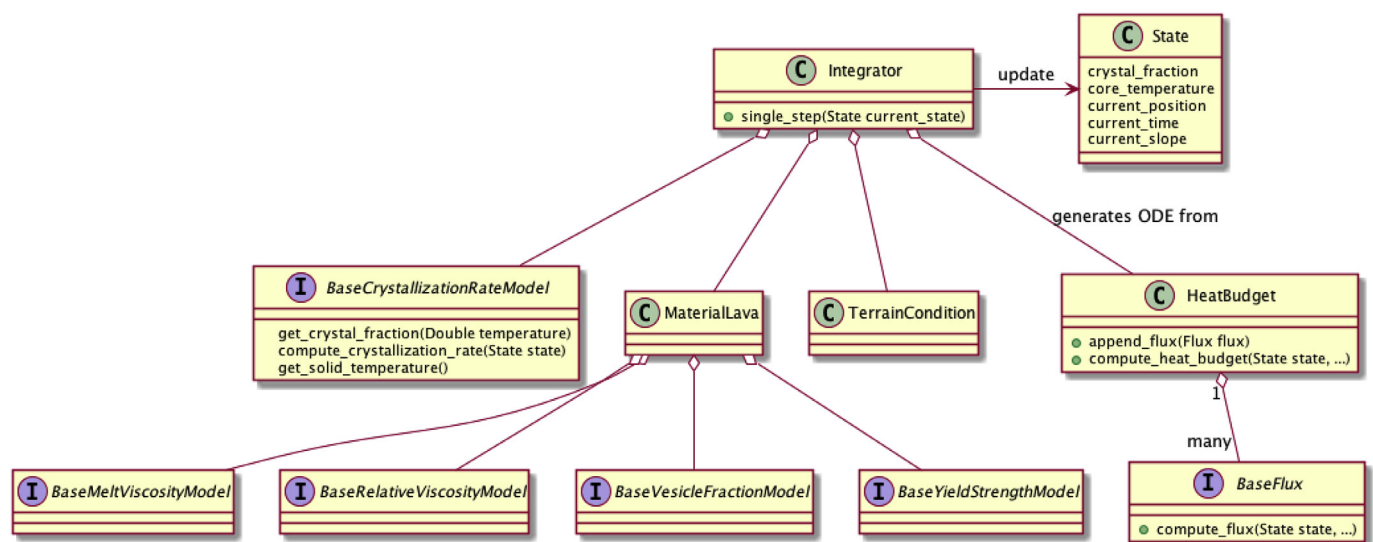 C State
crystal_fraction
core_temperature
current_position
current_time
current_slope
C Integrator
single_step(State current_state)
update
generates ODE from
I BaseCrystallizationRateModel
get_crystal_fraction(Double temperature)
compute_crystallization_rate(State state)
get_solid_temperature()
C MaterialLava
C TerrainCondition
C HeatBudget
append_flux(Flux flux)
compute_heat_budget(State state, ...)
1
many
I BaseMeltViscosityModel
I BaseRelativeViscosityModel
I BaseVesicleFractionModel
I BaseYieldStrengthModel
I BaseFlux
compute_flux(State state, ...)